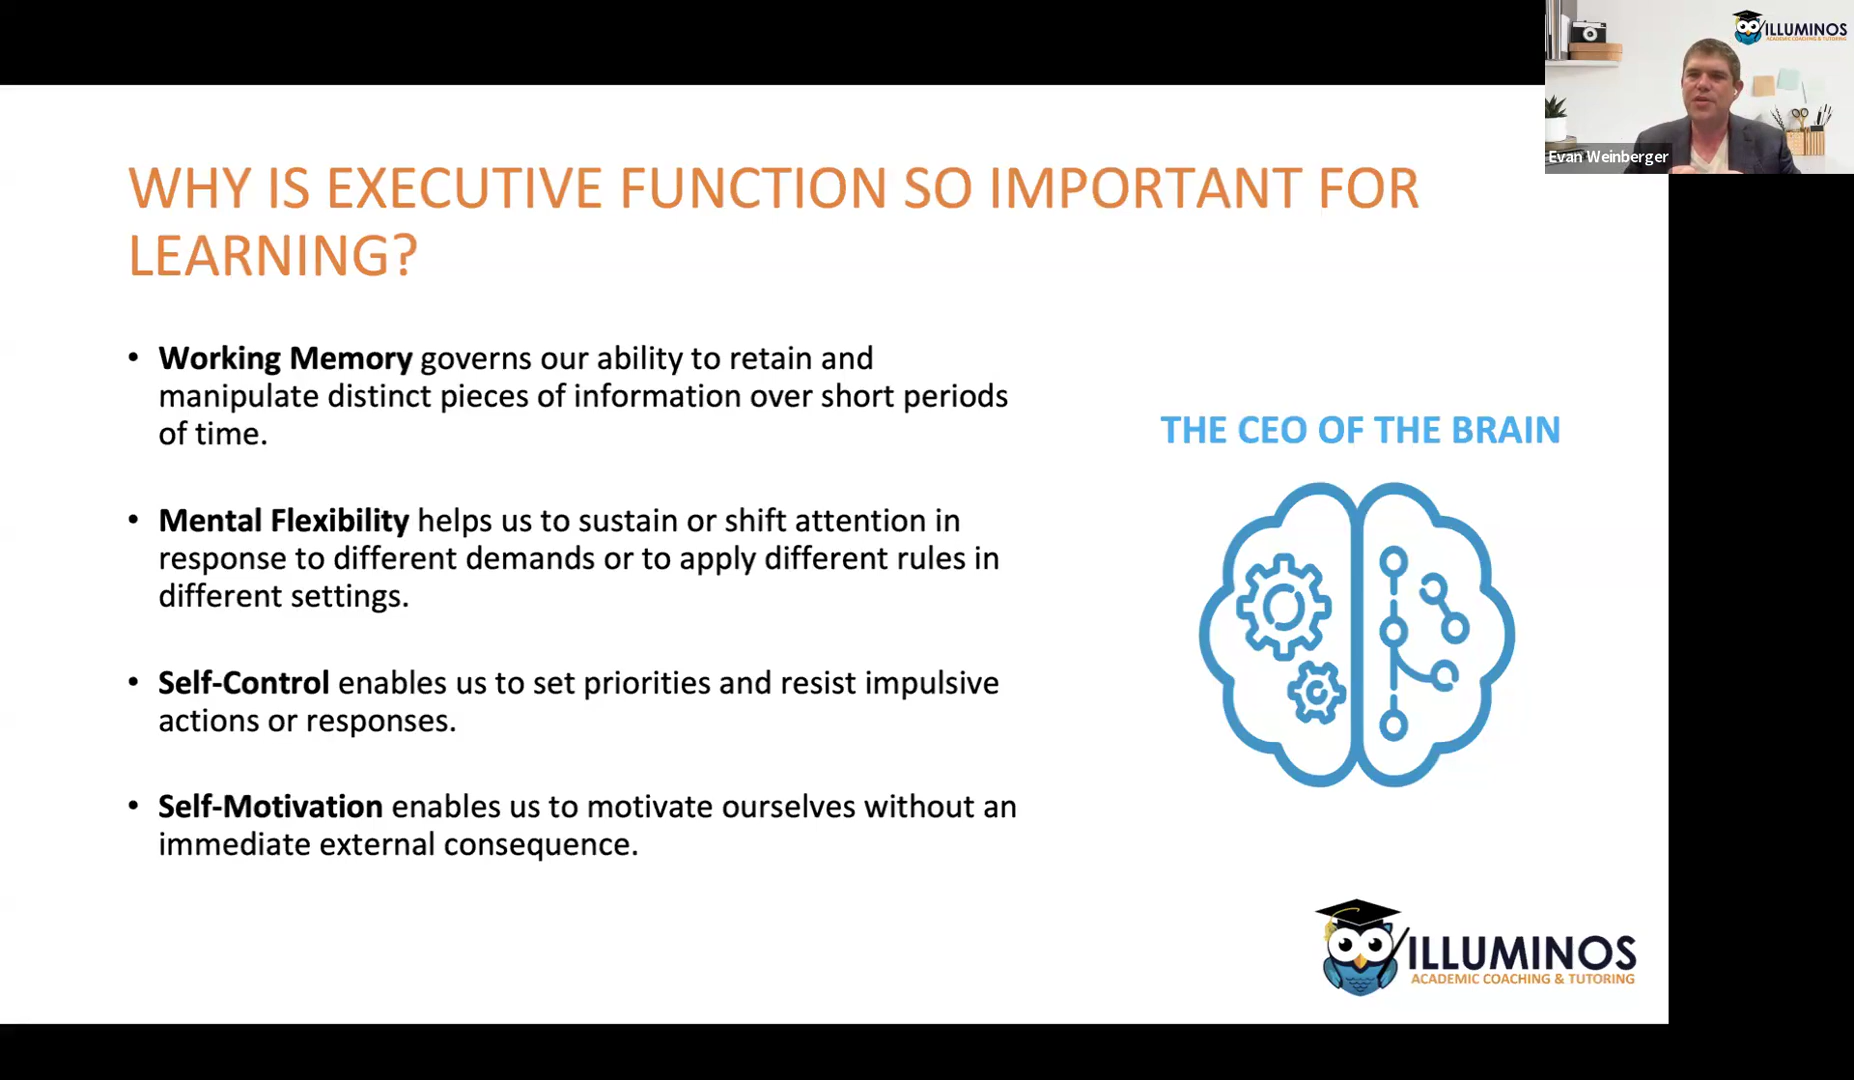 ILLUMINOS
ACADEMIC COACHING & TUTORING
Evan Weinberger
WHY IS EXECUTIVE FUNCTION SO IMPORTANT FOR
LEARNING?
• Working Memory governs our ability to retain and
manipulate distinct pieces of information over short periods
of time.
• Mental Flexibility helps us to sustain or shift attention in
response to different demands or to apply different rules in
different settings.
• Self-Control enables us to set priorities and resist impulsive
actions or responses.
• Self-Motivation enables us to motivate ourselves without an
immediate external consequence.
THE CEO OF THE BRAIN
ILLUMINOS
ACADEMIC COACHING & TUTORING